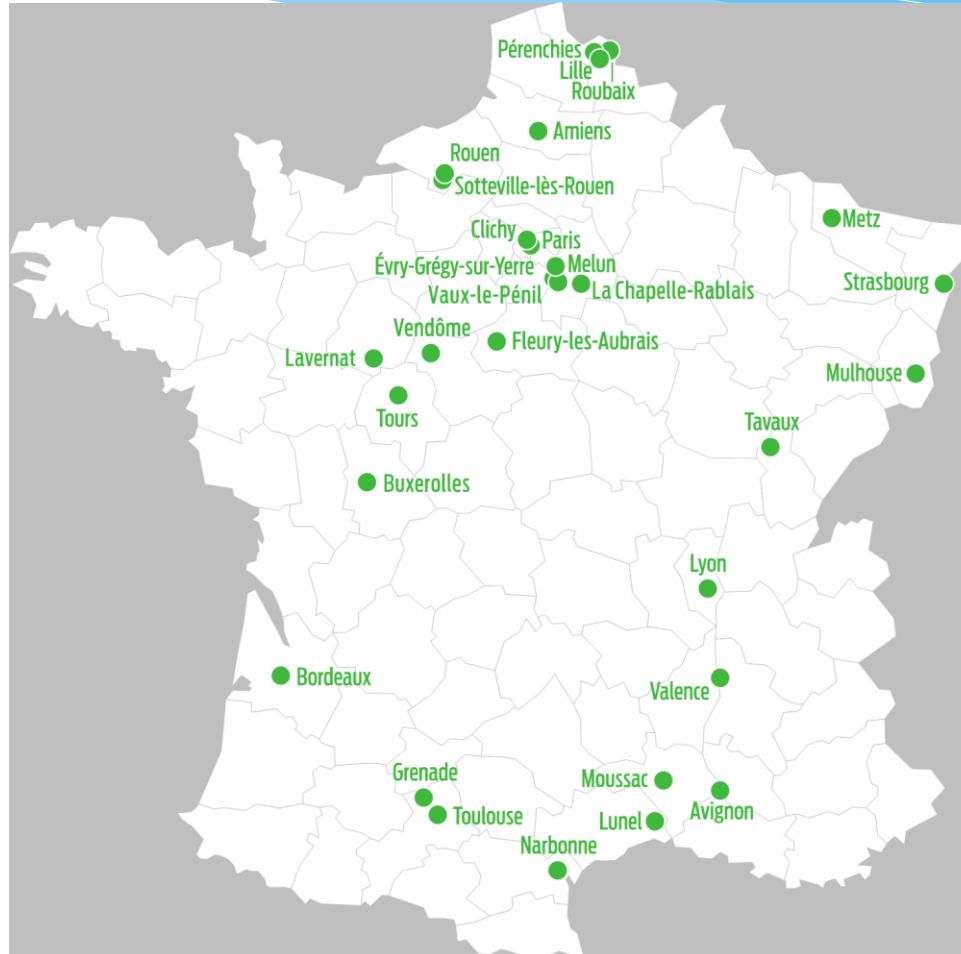 Pérenchies
Lille
Roubaix
Amiens
Rouen
Sotteville-lès-Rouen
Metz
Clichy
Paris
Évry-Grégy-sur-Yerre
Melun
Vaux-le-Pénil
La Chapelle-Rablais
Strasbourg
Vendôme
Fleury-les-Aubrais
Lavernat
Mulhouse
Tours
Tavaux
Buxerolles
Lyon
Bordeaux
Valence
Grenade
Moussac
Toulouse
Lunel
Avignon
Narbonne